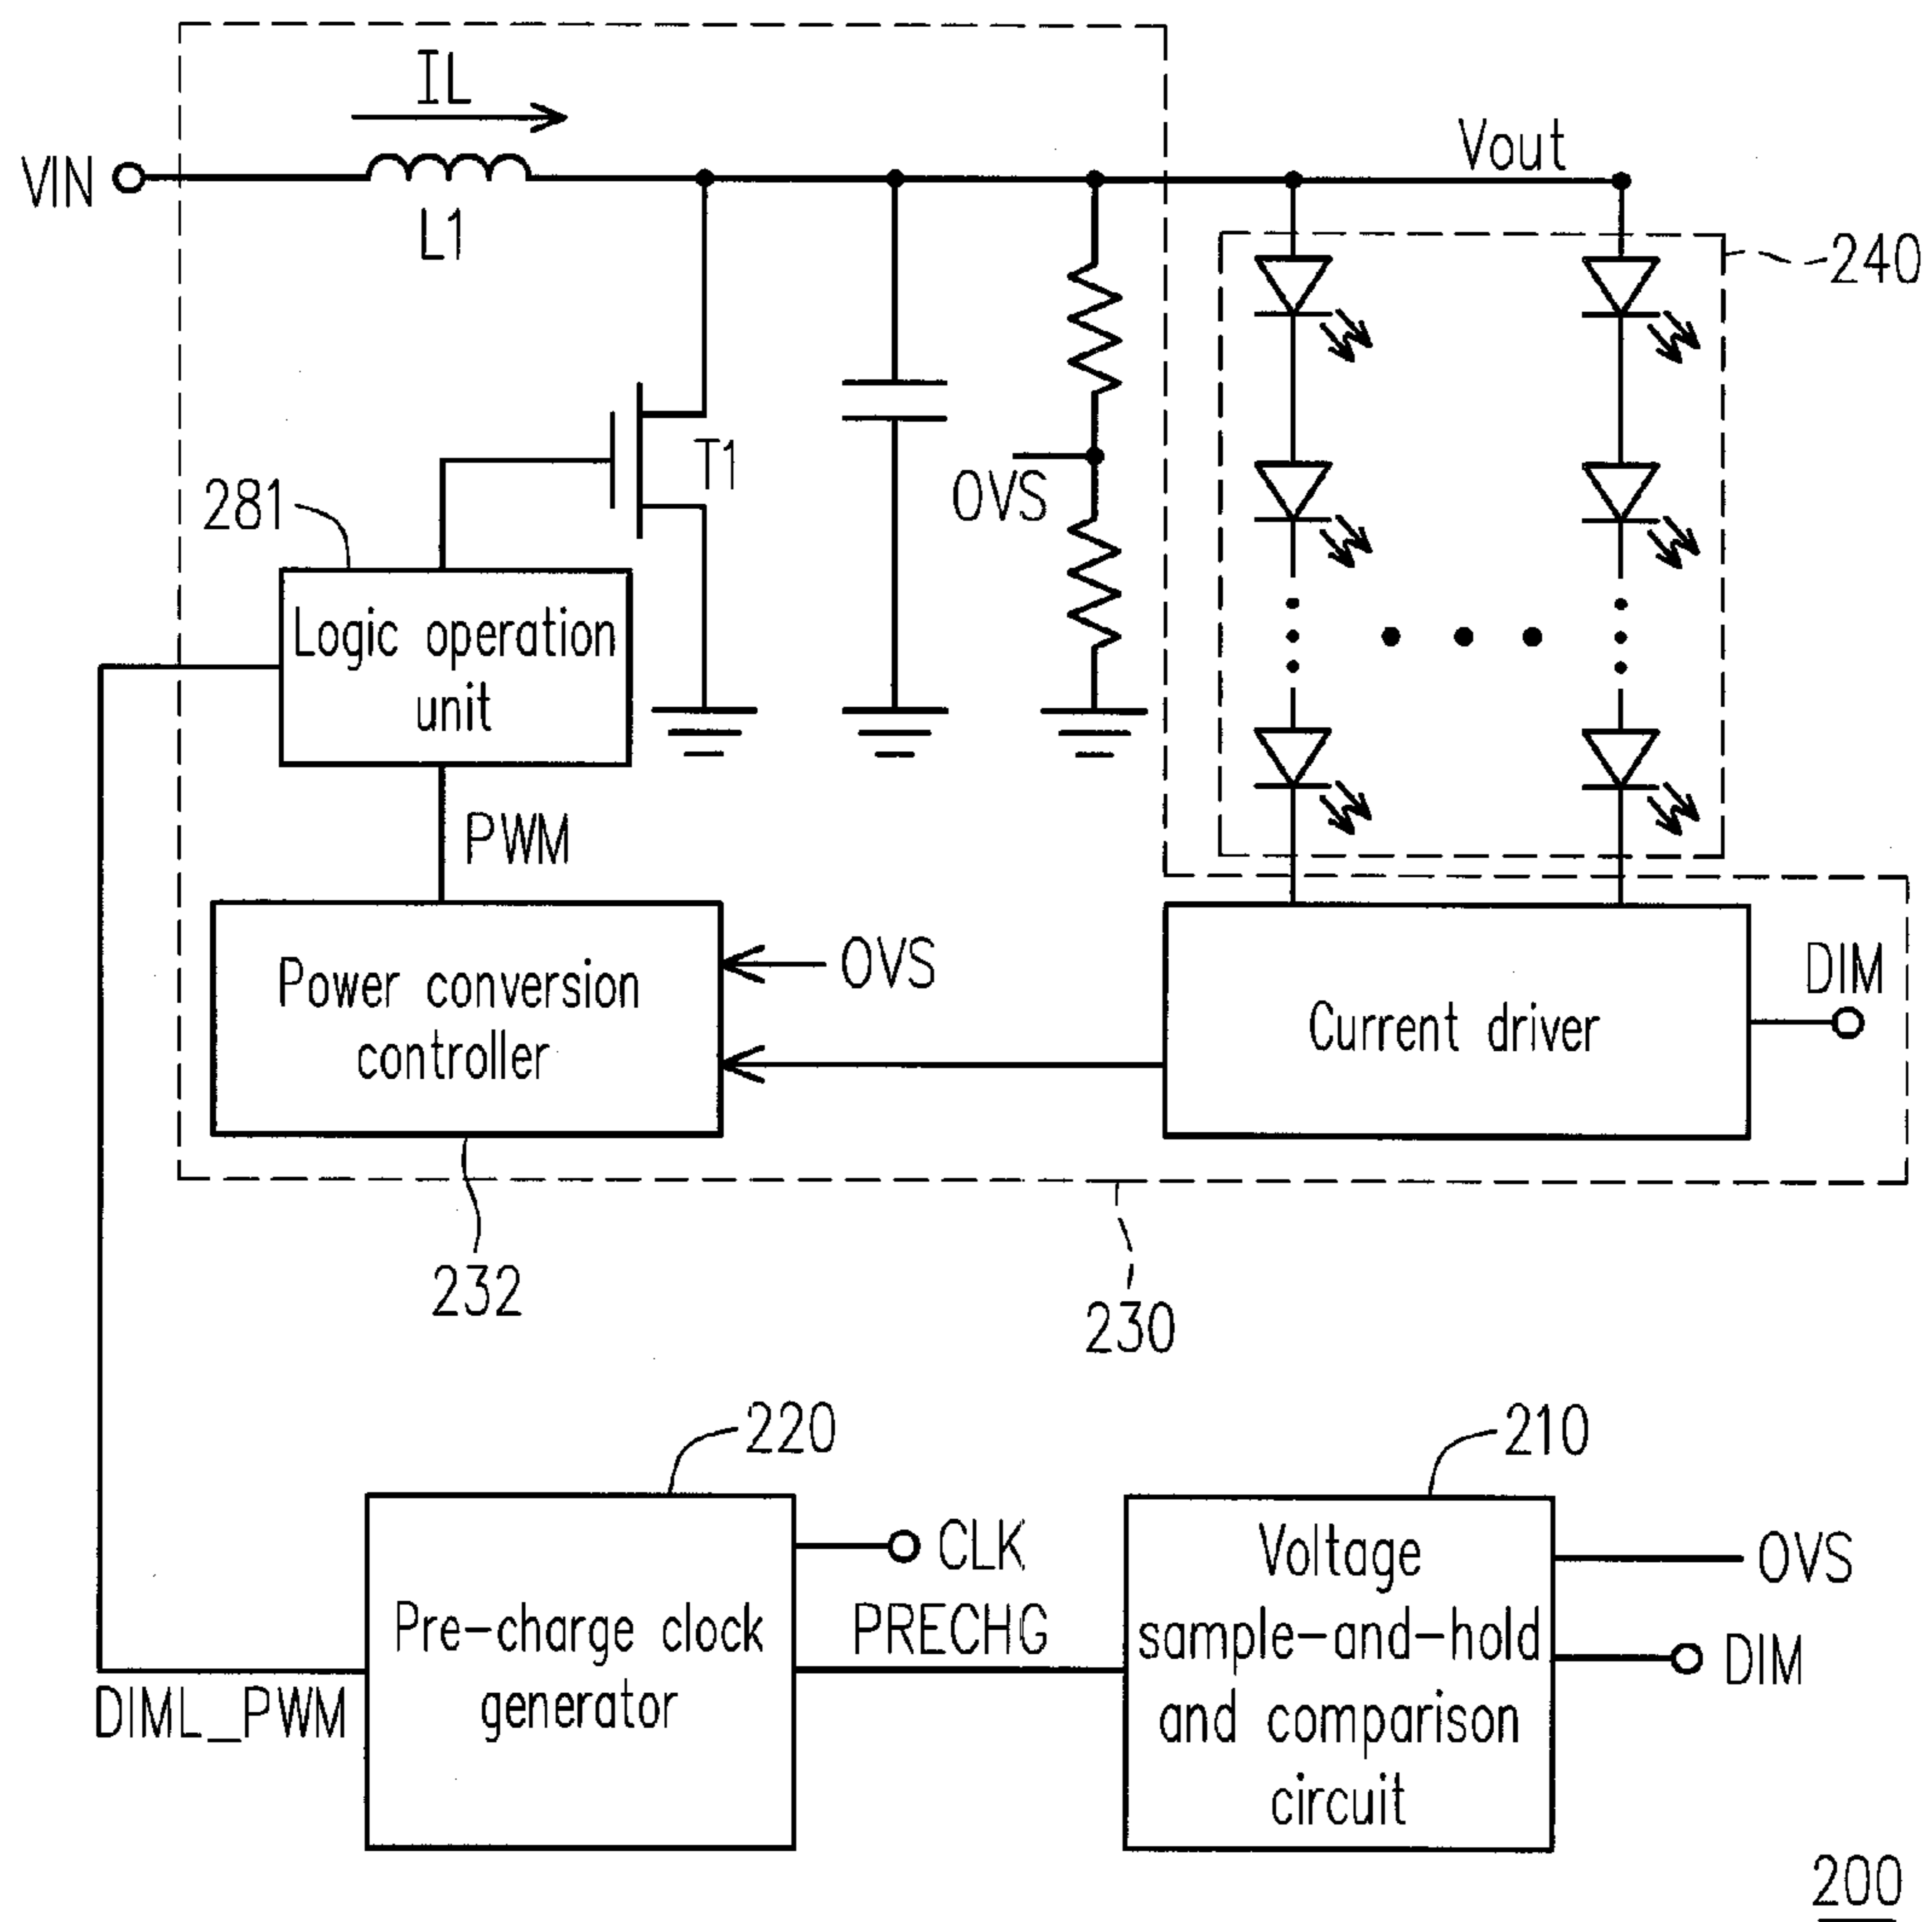 IL
VIN
L1
Vout
240
T1
OVS
281
Logic operation
unit
PWM
Power conversion
controller
OVS
Current driver
DIM
232
230
220
210
CLK
PRECHG
Pre-charge clock
generator
DIML_PWM
Voltage
sample-and-hold
and comparison
circuit
OVS
DIM
200